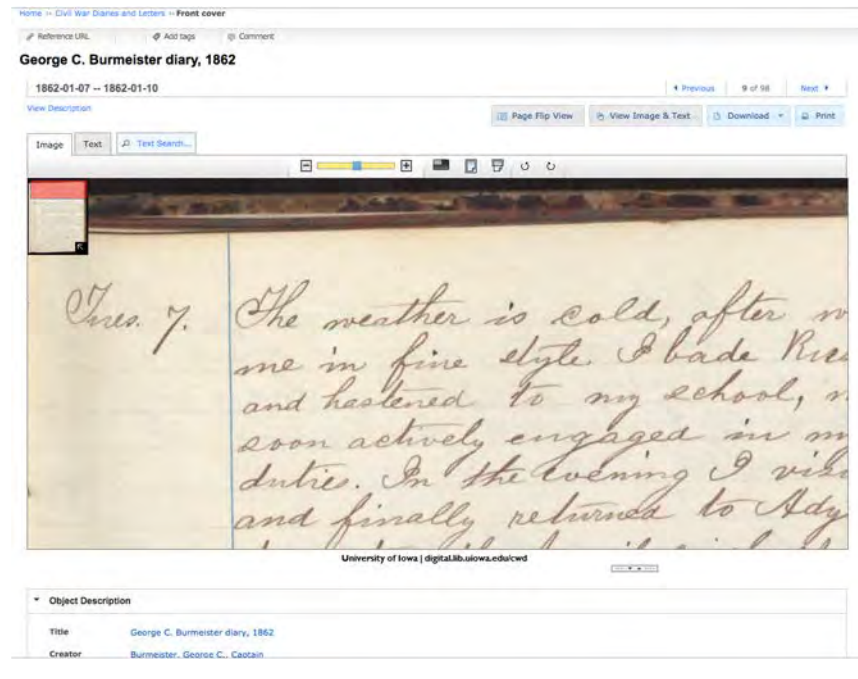 Home » Civil War Diaries and Letters » Front cover
Reference URL Add tags Comment
George C. Burmeister diary, 1862
1862-01-07 -- 1862-01-10 Previous 9 of 98 Next
View Description
Page Flip View View Image & Text Download Print
Image Text Text Search...
Tues. 7. The weather is cold, after
me in fine style I bade
and hastened to my school,
soon actively engaged in
duties. In the evening I
and finally returned to Ady
University of Iowa | digital.lib.uiowa.edu/cwd
Object Description
Title George C. Burmeister diary, 1862
Creator Burmeister, George C., Captain